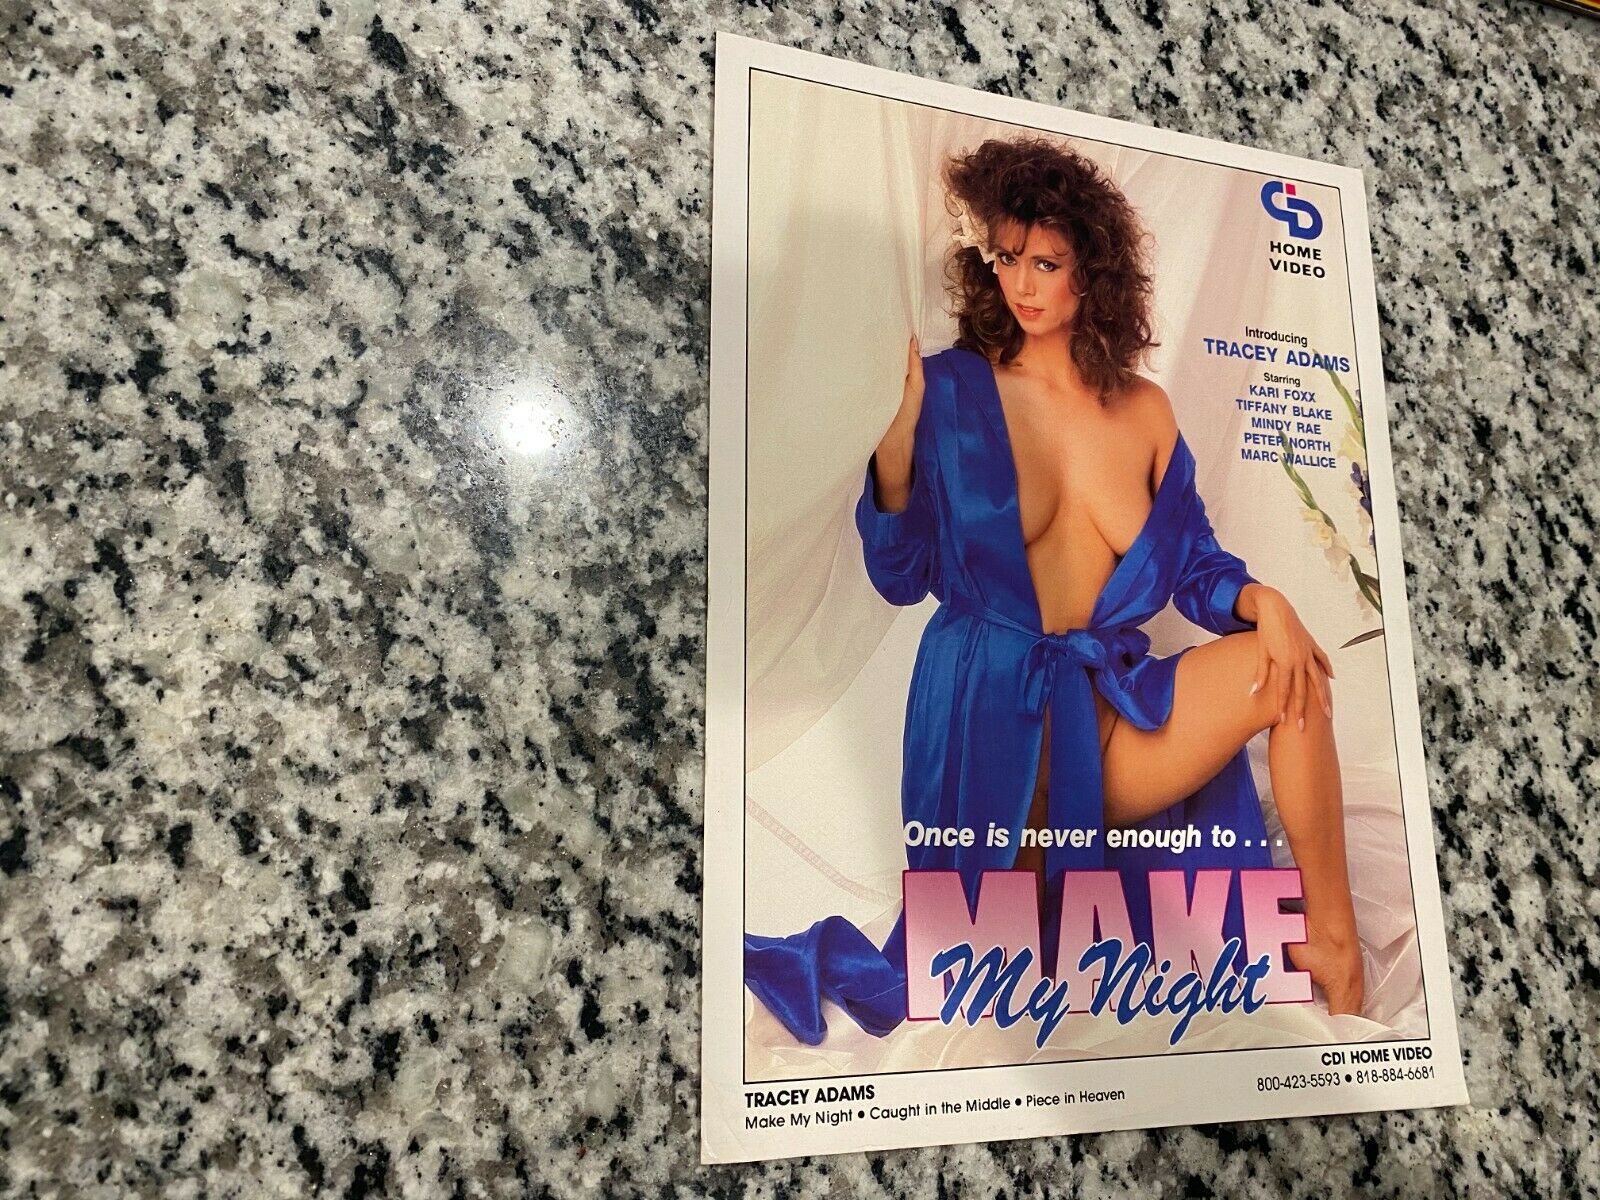 CDI
HOME
VIDEO
Introducing
TRACEY ADAMS
Starring
KARI FOXX
TIFFANY BLAKE
MINDY RAE
PETER NORTH
MARC WALLICE
Once is never enough to . . .
MAKE
My Night
TRACEY ADAMS
Make My Night • Caught in the Middle • Piece in Heaven
CDI HOME VIDEO
800-423-5593 • 818-884-6681